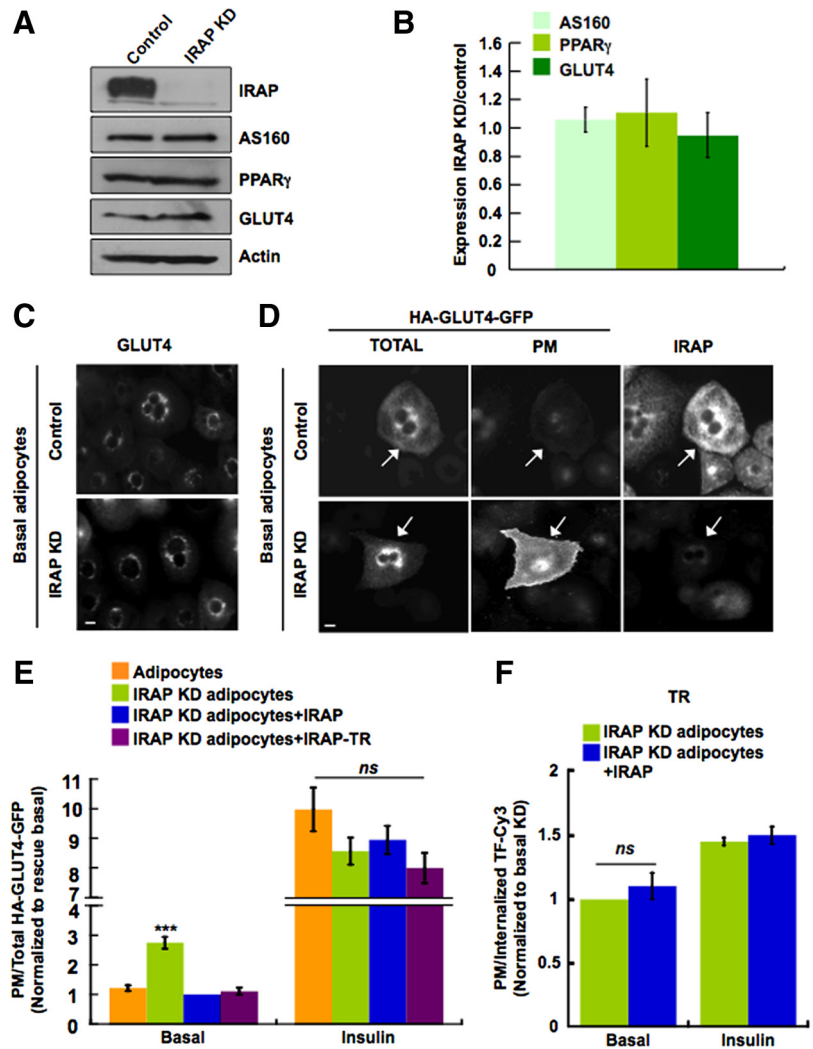 A
Control
IRAP KD
IRAP
AS160
PPARγ
GLUT4
Actin
B
AS160
PPARγ
GLUT4
Expression IRAP KD/control
1.6
1.4
1.2
1.0
0.8
0.6
0.4
0.2
0
C
GLUT4
Basal adipocytes
Control
IRAP KD
D
HA-GLUT4-GFP
TOTAL
PM
IRAP
Basal adipocytes
Control
IRAP KD
E
Adipocytes
IRAP KD adipocytes
IRAP KD adipocytes+IRAP
IRAP KD adipocytes+IRAP-TR
PM/Total HA-GLUT4-GFP
(Normalized to rescue basal)
11
10
9
8
7
4
3
2
1
0
***
ns
Basal
Insulin
F
TR
IRAP KD adipocytes
IRAP KD adipocytes
+IRAP
PM/Internalized TF-Cy3
(Normalized to basal KD)
2
1.5
1
0.5
0
ns
Basal
Insulin